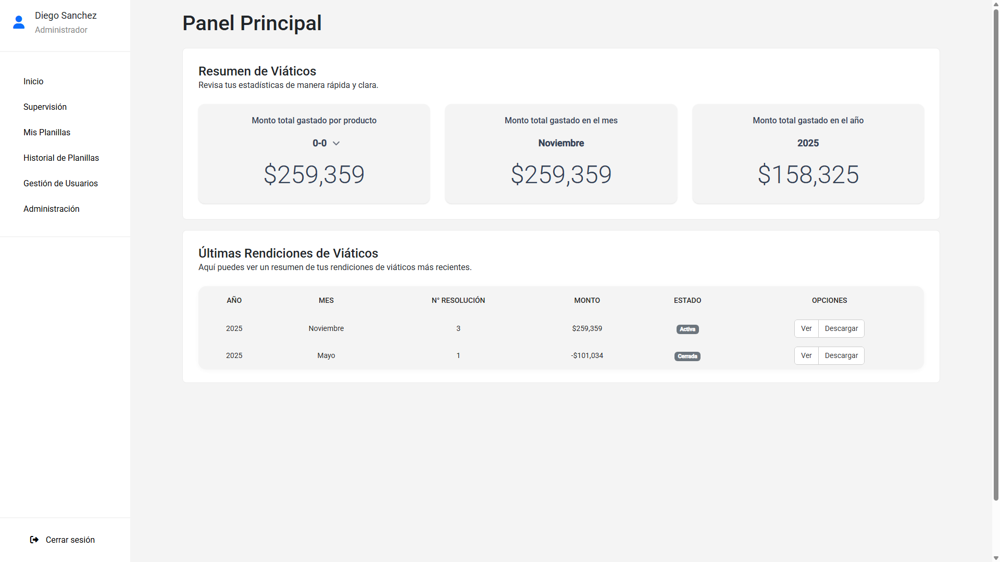 Diego Sanchez
Administrador
Inicio
Supervisión
Mis Planillas
Historial de Planillas
Gestión de Usuarios
Administración
Cerrar sesión
Panel Principal
Resumen de Viáticos
Revisa tus estadísticas de manera rápida y clara.
Monto total gastado por producto
0-0
$259,359
Monto total gastado en el mes
Noviembre
$259,359
Monto total gastado en el año
2025
$158,325
Últimas Rendiciones de Viáticos
Aquí puedes ver un resumen de tus rendiciones de viáticos más recientes.
AÑO MES N° RESOLUCIÓN MONTO ESTADO OPCIONES
2025 Noviembre 3 $259,359 Activa Ver Descargar
2025 Mayo 1 -$101,034 Cerrada Ver Descargar